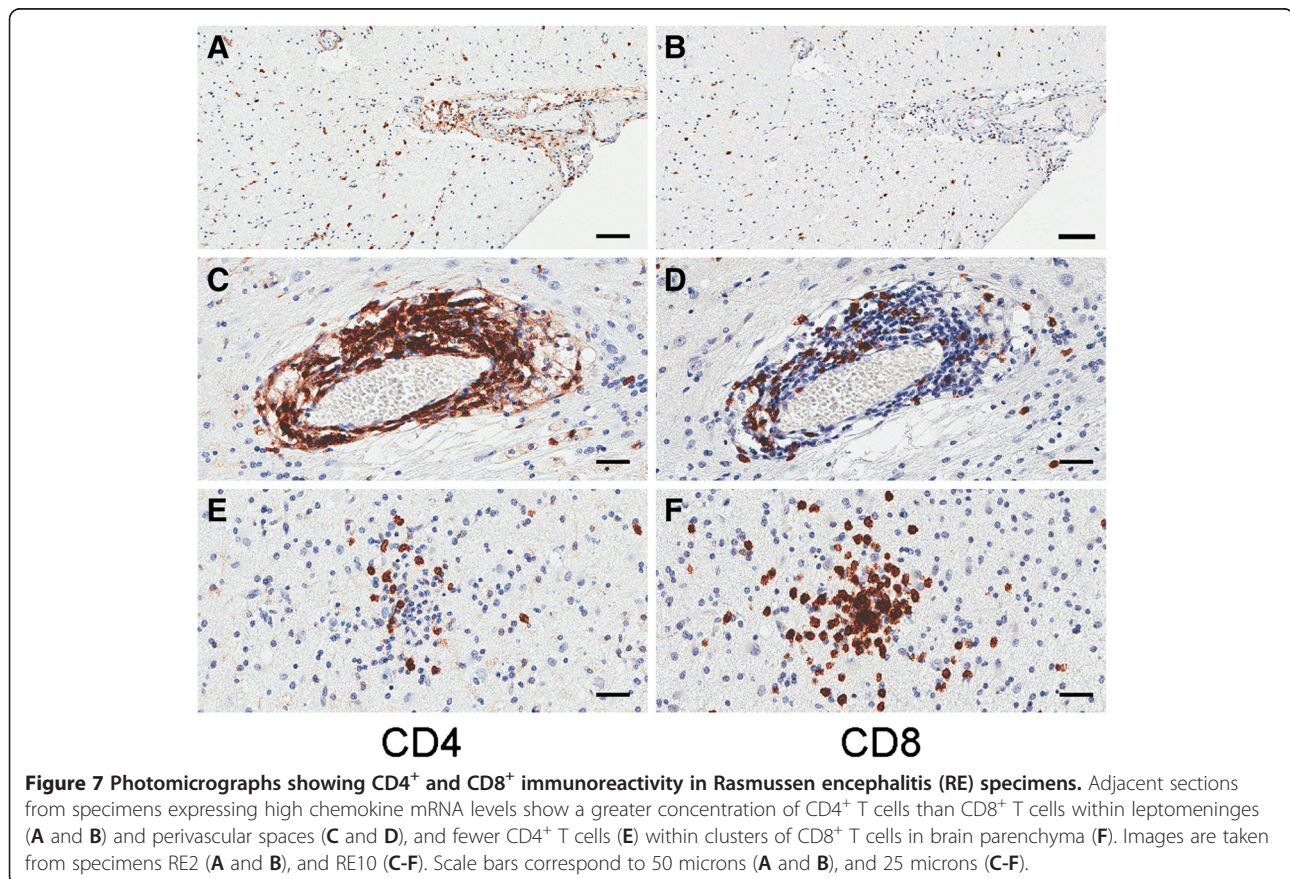 A
B
C
D
E
F
CD4
CD8
Figure 7 Photomicrographs showing CD4⁺ and CD8⁺ immunoreactivity in Rasmussen encephalitis (RE) specimens. Adjacent sections
from specimens expressing high chemokine mRNA levels show a greater concentration of CD4⁺ T cells than CD8⁺ T cells within leptomeninges
(A and B) and perivascular spaces (C and D), and fewer CD4⁺ T cells (E) within clusters of CD8⁺ T cells in brain parenchyma (F). Images are taken
from specimens RE2 (A and B), and RE10 (C-F). Scale bars correspond to 50 microns (A and B), and 25 microns (C-F).